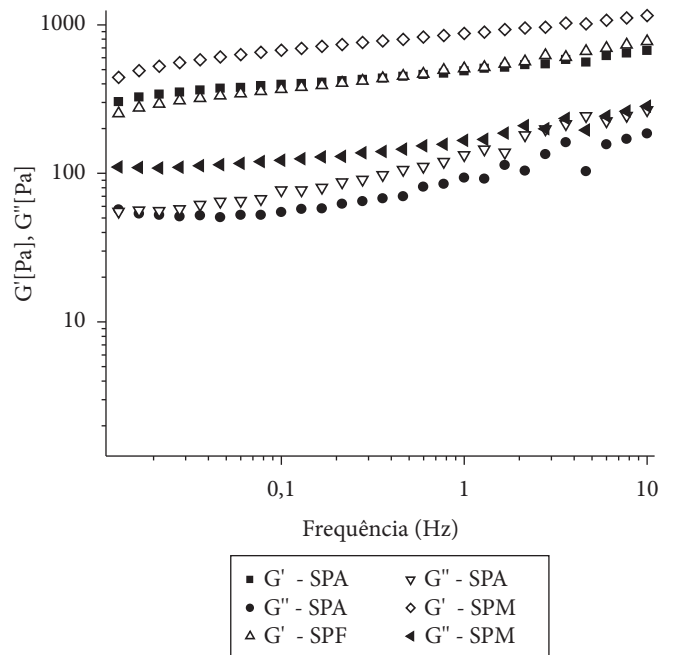 1000
100
10
G'[Pa], G''[Pa]
0,1 1 10
Frequência (Hz)
G' - SPA G'' - SPA
G'' - SPA G' - SPM
G' - SPF G'' - SPM